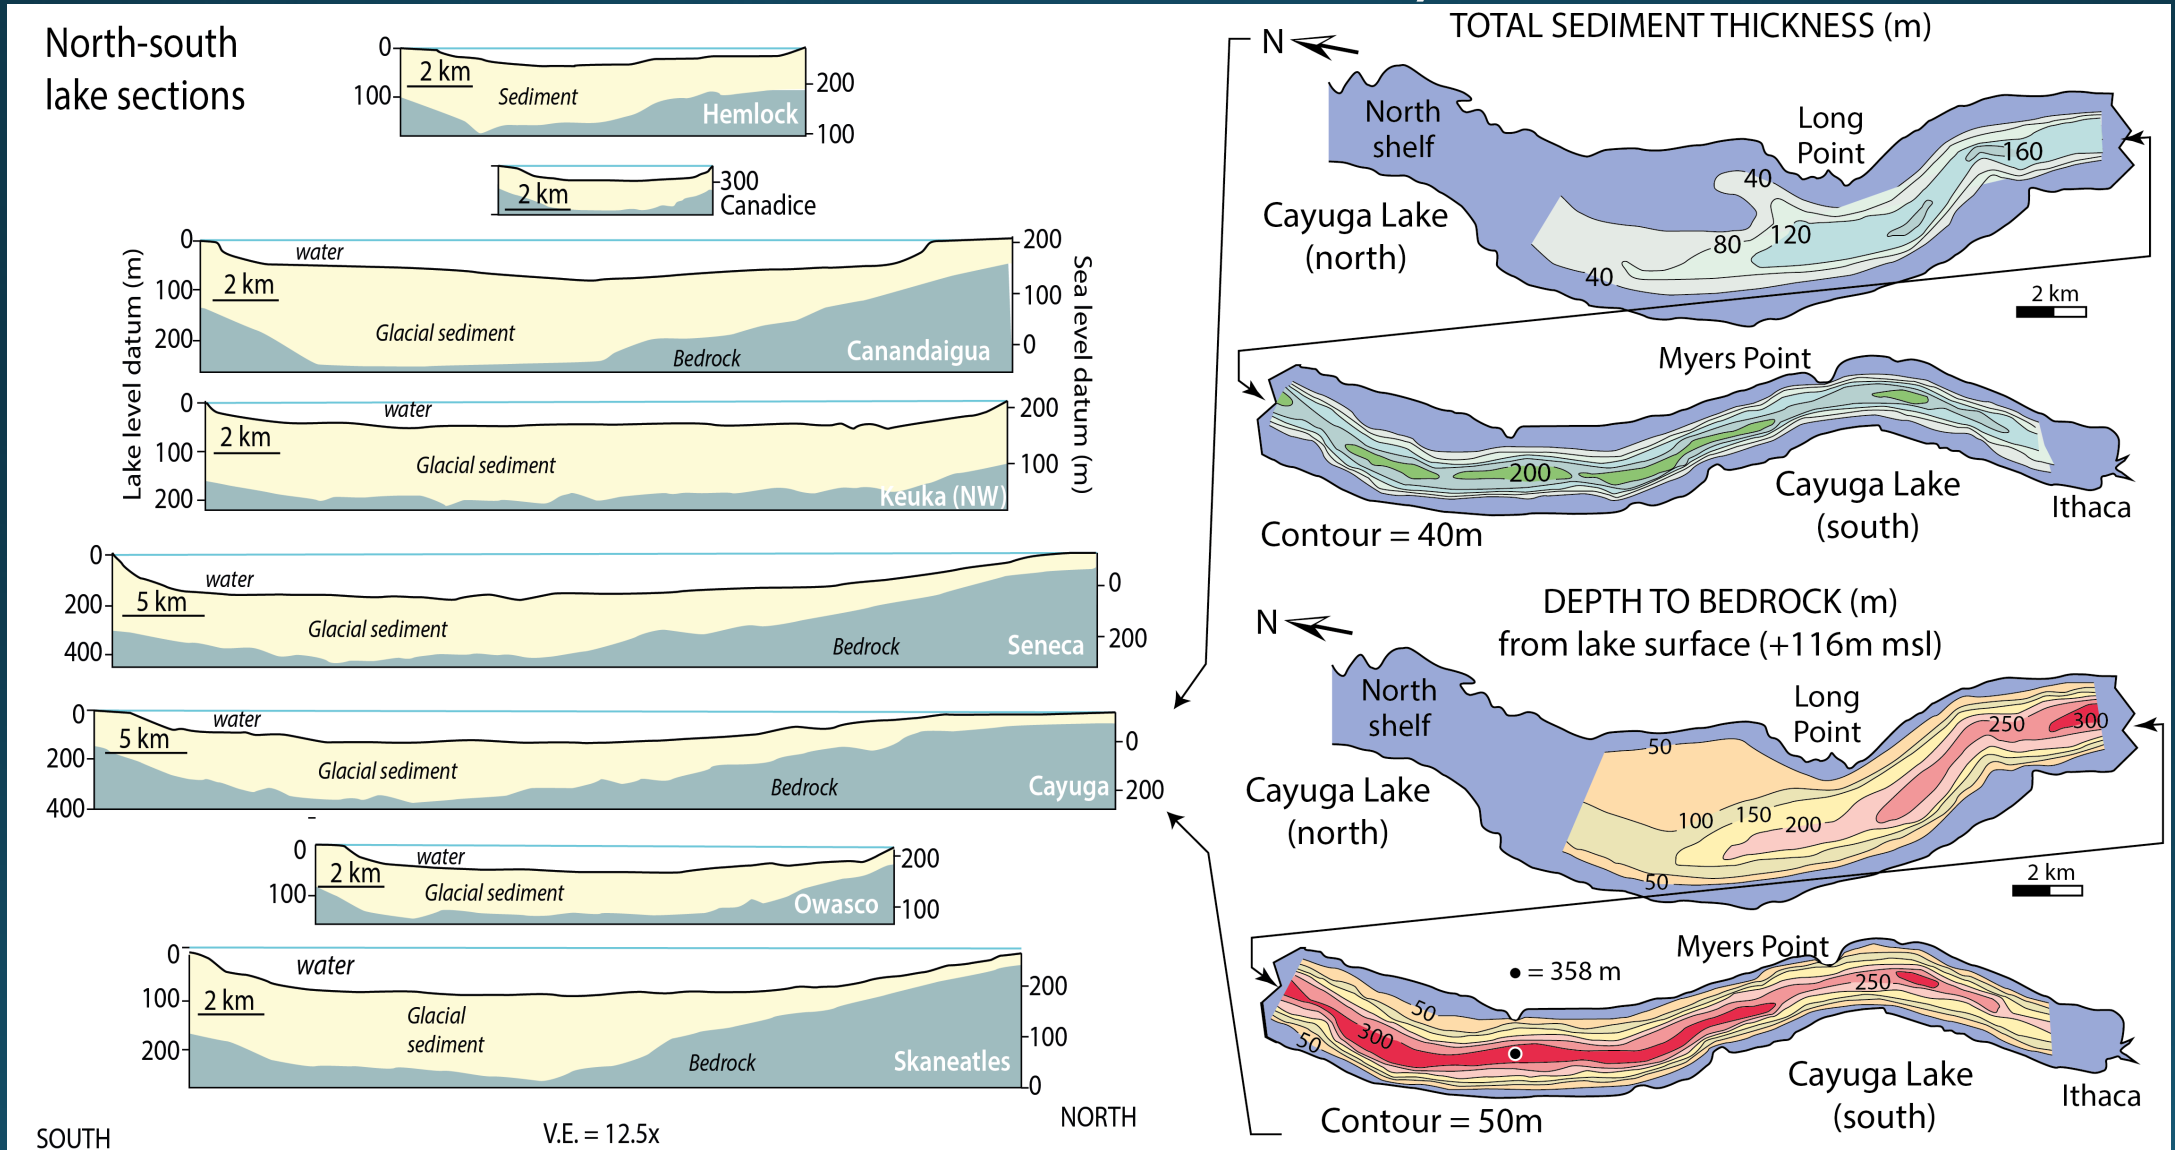 North-south
lake sections
0
2 km
Sediment
100
200
Hemlock
100
2 km
300
Canadice
Lake level datum (m)
0
water
200
2 km
100
100
Glacial sediment
200
0
Bedrock
Canandaigua
Sea level datum (m)
0
water
200
2 km
100
100
Glacial sediment
200
Keuka (NW)
0
water
0
5 km
200
Glacial sediment
200
400
Bedrock
Seneca
0
water
5 km
0
200
Glacial sediment
Bedrock
Cayuga
200
400
0
water
200
2 km
100
Glacial sediment
Owasco
100
0
water
200
100
2 km
Glacial
sediment
100
200
Bedrock
Skaneatles
0
SOUTH
V.E. = 12.5x
NORTH
TOTAL SEDIMENT THICKNESS (m)
N
North
shelf
Long
Point
160
40
Cayuga Lake
(north)
80
120
40
2 km
Myers Point
200
Cayuga Lake
(south)
Ithaca
Contour = 40m
DEPTH TO BEDROCK (m)
from lake surface (+116m msl)
N
North
shelf
Long
Point
50
250
300
Cayuga Lake
(north)
100
150
200
50
2 km
Myers Point
= 358 m
250
50
300
50
Cayuga Lake
(south)
Ithaca
Contour = 50m